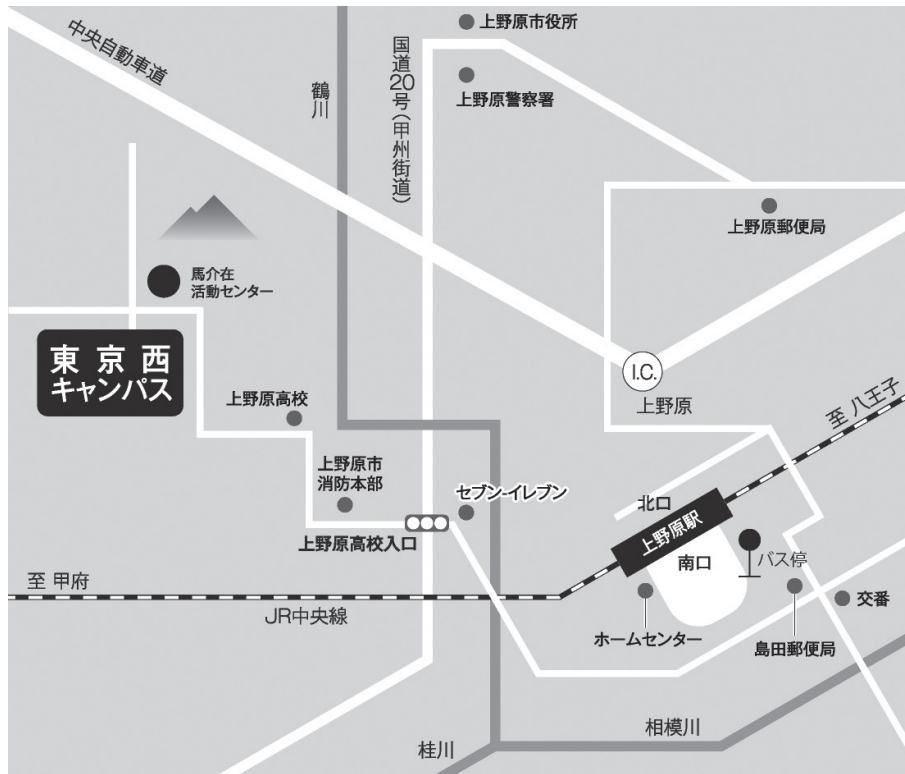 上野原市役所
中央自動車道
国道20号(甲州街道)
鶴川
上野原警察署
上野原郵便局
馬介在
活動センター
東京西
キャンパス
I.C.
上野原
至 八王子
上野原高校
上野原市
消防本部
セブン-イレブン
北口
上野原駅
上野原高校入口
南口
バス停
至 甲府
JR中央線
ホームセンター
島田郵便局
交番
相模川
桂川